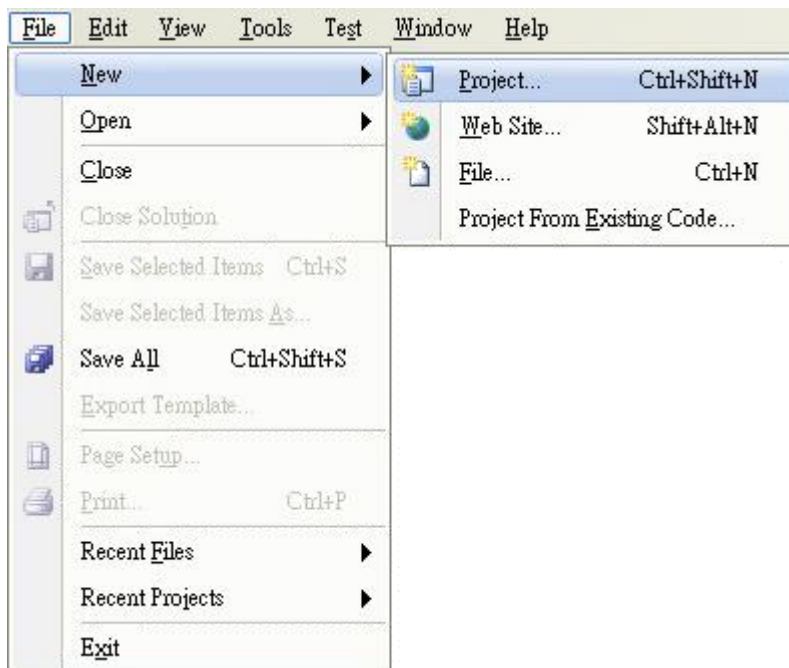 File Edit View Tools Test Window Help
New
Open
Close
Close Solution
Save Selected Items Ctrl+S
Save Selected Items As...
Save All Ctrl+Shift+S
Export Template...
Page Setup...
Print... Ctrl+P
Recent Files
Recent Projects
Exit
Project... Ctrl+Shift+N
Web Site... Shift+Alt+N
File... Ctrl+N
Project From Existing Code...